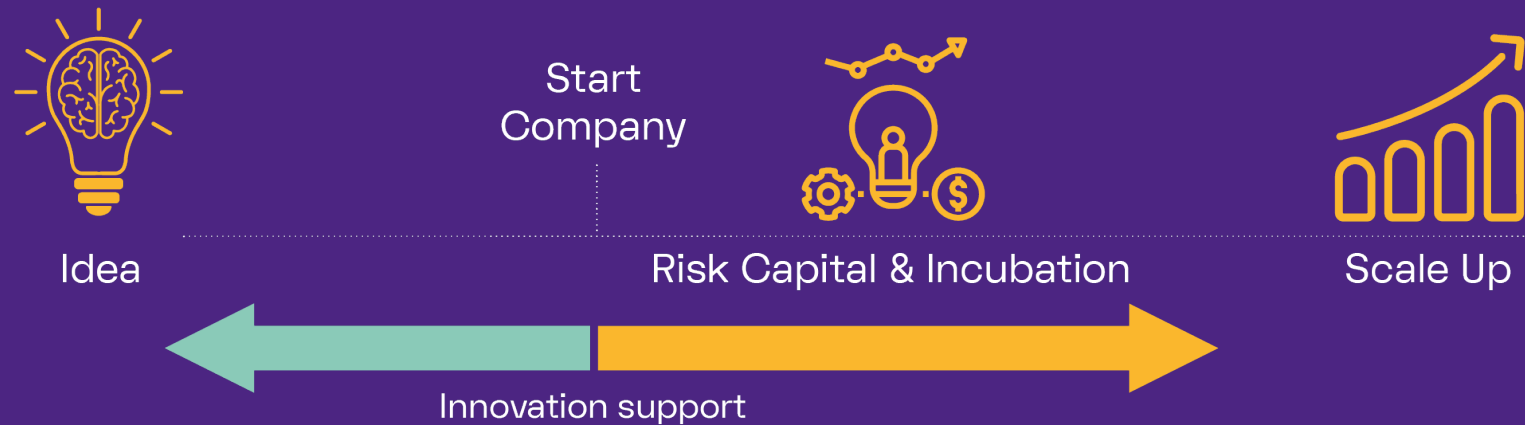 Start
Company
$
Idea
Risk Capital & Incubation
Scale Up
Innovation support